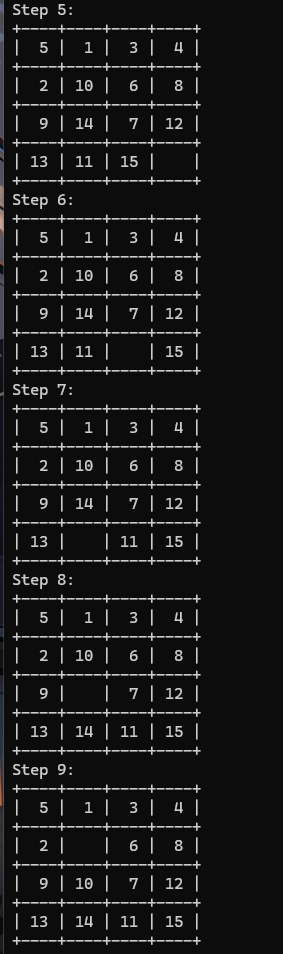 Step 5:
+----+----+----+----+
|  5 |  1 |  3 |  4 |
+----+----+----+----+
|  2 | 10 |  6 |  8 |
+----+----+----+----+
|  9 | 14 |  7 | 12 |
+----+----+----+----+
| 13 | 11 | 15 |    |
+----+----+----+----+
Step 6:
+----+----+----+----+
|  5 |  1 |  3 |  4 |
+----+----+----+----+
|  2 | 10 |  6 |  8 |
+----+----+----+----+
|  9 | 14 |  7 | 12 |
+----+----+----+----+
| 13 | 11 |    | 15 |
+----+----+----+----+
Step 7:
+----+----+----+----+
|  5 |  1 |  3 |  4 |
+----+----+----+----+
|  2 | 10 |  6 |  8 |
+----+----+----+----+
|  9 | 14 |  7 | 12 |
+----+----+----+----+
| 13 |    | 11 | 15 |
+----+----+----+----+
Step 8:
+----+----+----+----+
|  5 |  1 |  3 |  4 |
+----+----+----+----+
|  2 | 10 |  6 |  8 |
+----+----+----+----+
|  9 |    |  7 | 12 |
+----+----+----+----+
| 13 | 14 | 11 | 15 |
+----+----+----+----+
Step 9:
+----+----+----+----+
|  5 |  1 |  3 |  4 |
+----+----+----+----+
|  2 |    |  6 |  8 |
+----+----+----+----+
|  9 | 10 |  7 | 12 |
+----+----+----+----+
| 13 | 14 | 11 | 15 |
+----+----+----+----+